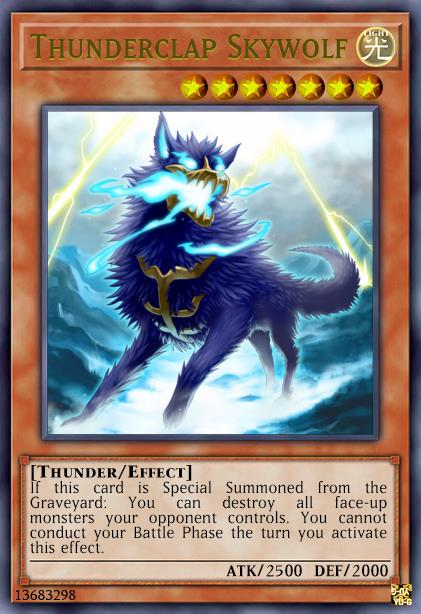 Thunderclap Skywolf
LIGHT
光
[Thunder/Effect]
If this card is Special Summoned from the
Graveyard: You can destroy all face-up
monsters your opponent controls. You cannot
conduct your Battle Phase the turn you activate
this effect.
ATK/2500 DEF/2000
13683298